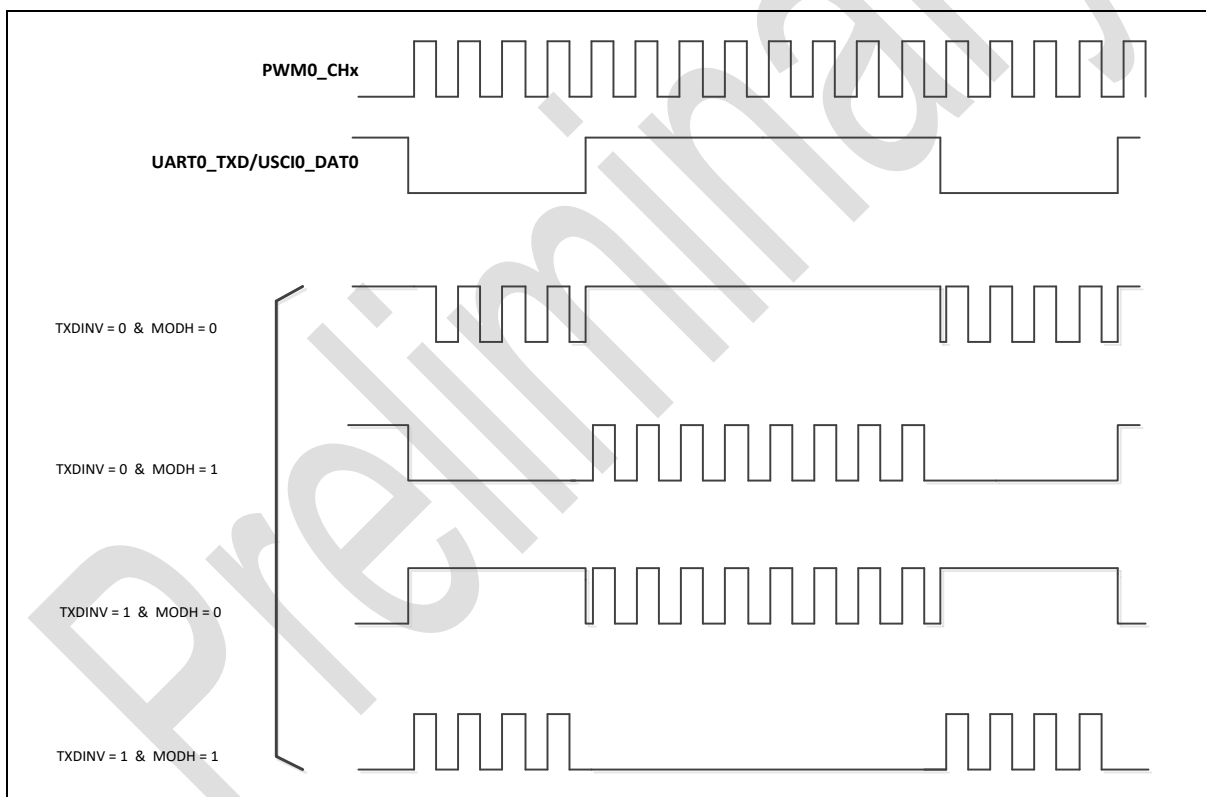 Preliminary
PWM0_CHx
UART0_TXD/USCI0_DAT0
TXDINV = 0 & MODH = 0
TXDINV = 0 & MODH = 1
TXDINV = 1 & MODH = 0
TXDINV = 1 & MODH = 1